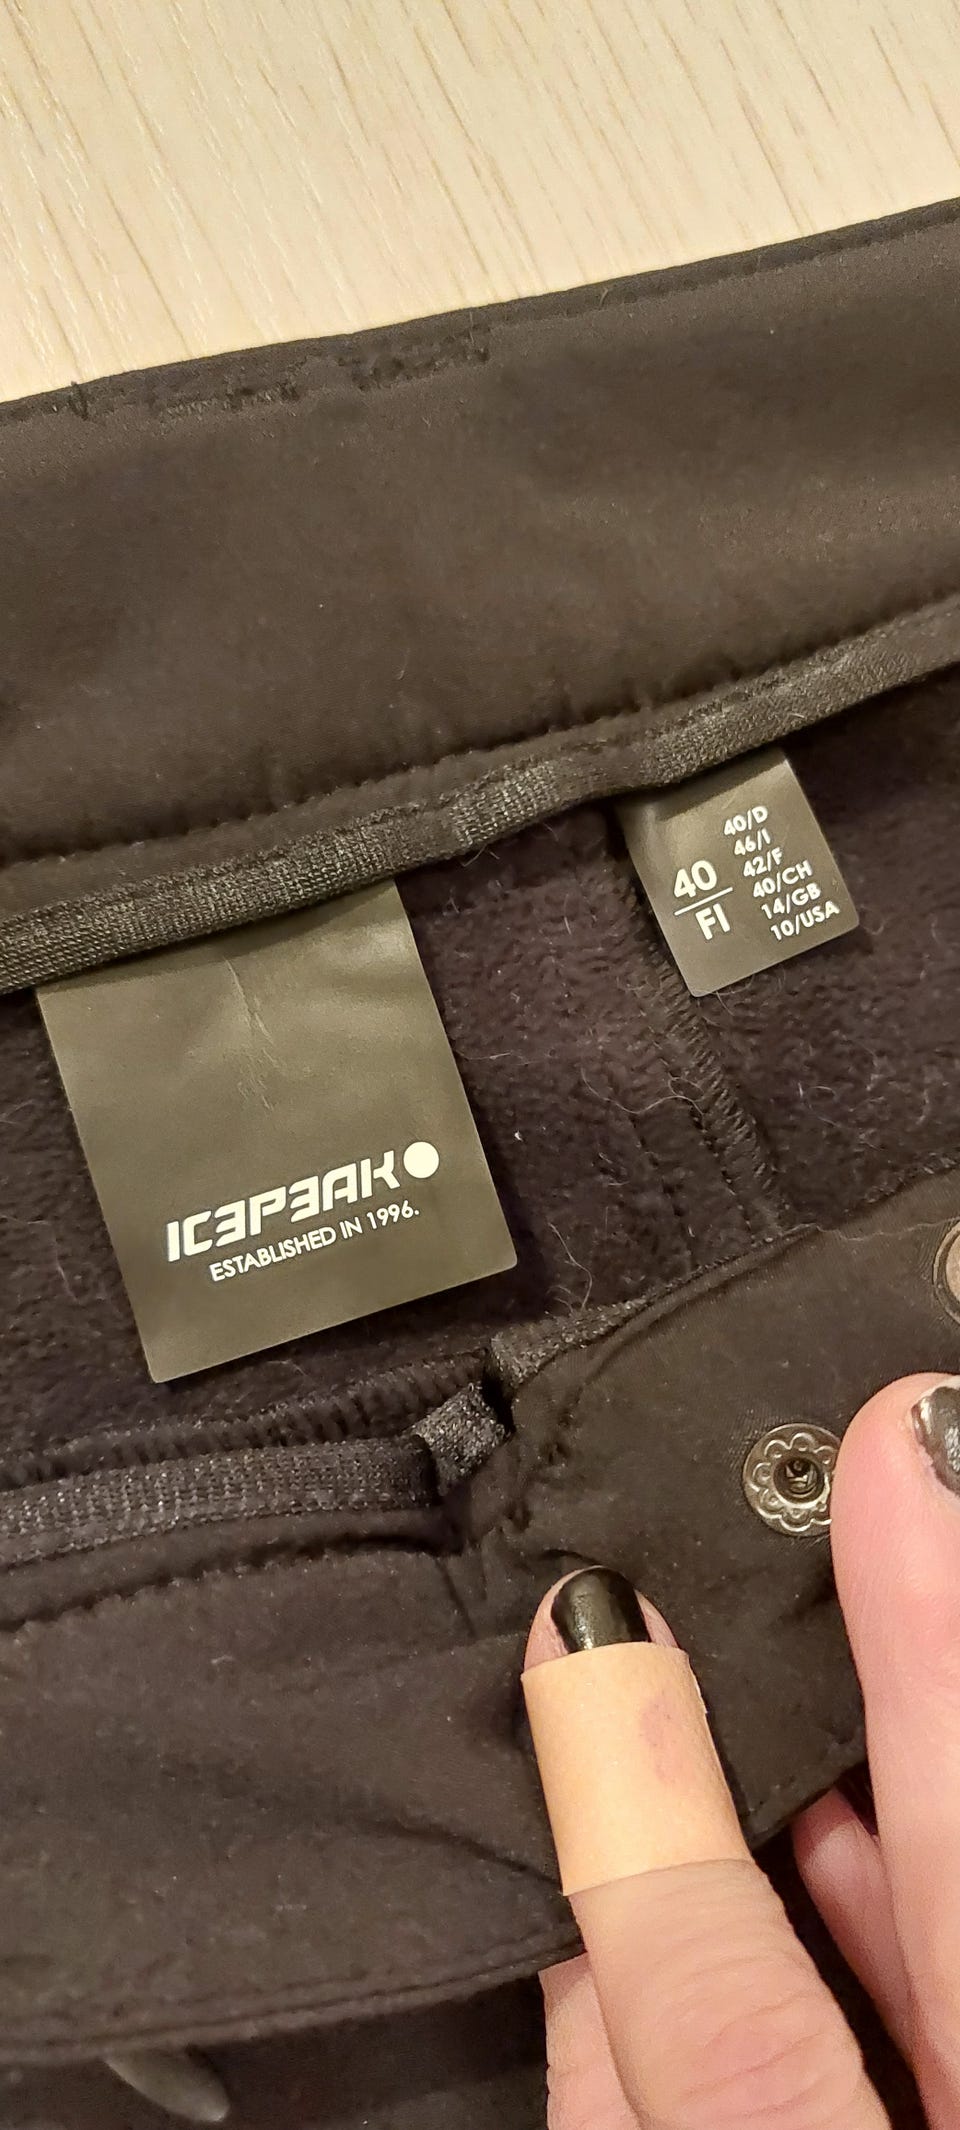 40
FI
40/D
46/I
42/F
40/CH
14/GB
10/USA
ICEPEAK
ESTABLISHED IN 1996.